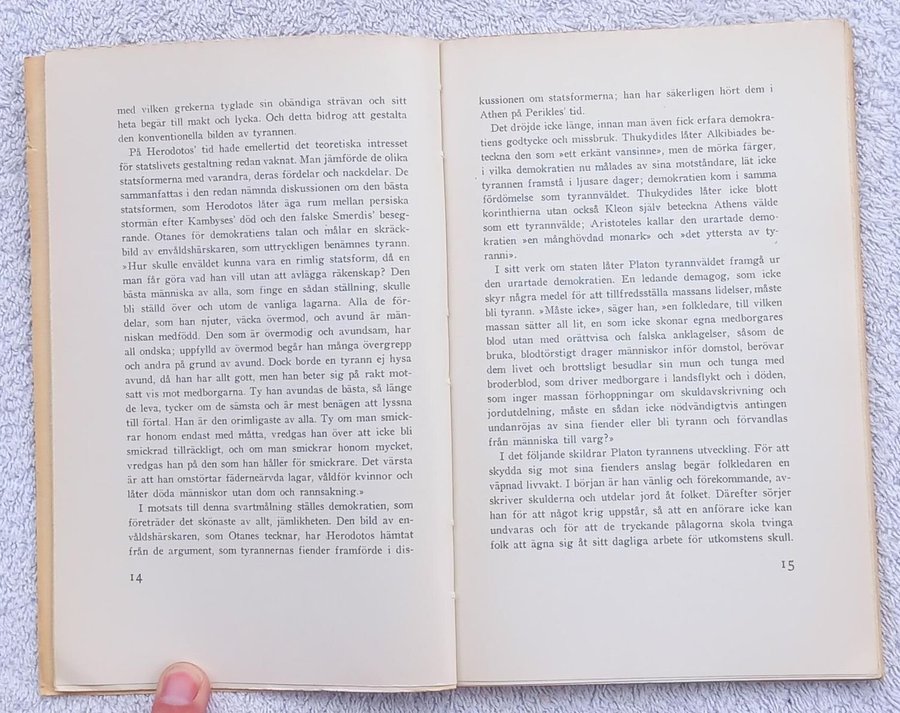 med vilken grekerna tyglade sin obändiga strävan och sitt
heta begär till makt och lycka. Och detta bidrog att gestalta
den konventionella bilden av tyrannen.
På Herodotos' tid hade emellertid det teoretiska intresset
för statslivets gestaltning redan vaknat. Man jämförde de olika
statsformerna med varandra, deras fördelar och nackdelar. De
sammanfattas i den redan nämnda diskussionen om den bästa
statsformen, som Herodotos låter äga rum mellan persiska
stormän efter Kambyses' död och den falske Smerdis' beseg-
rande. Otanes för demokratiens talan och målar en skräck-
bild av envåldshärskaren, som uttryckligen benämnes tyrann.
»Hur skulle enväldet kunna vara en rimlig statsform, då en
man får göra vad han vill utan att avlägga räkenskap? Den
bästa människa av alla, som finge en sådan ställning, skulle
bli ställd över och utom de vanliga lagarna. Alla de för-
delar, som han njuter, väcka övermod, och avund är män-
niskan medfödd. Den som är övermodig och avundsam, har
all ondska; uppfylld av övermod begår han många övergrepp
och andra på grund av avund. Dock borde en tyrann ej hysa
avund, då han har allt gott, men han beter sig på rakt mot-
satt vis mot medborgarna. Ty han avundas de bästa, så länge
de leva, tycker om de sämsta och är mest benägen att lyssna
till förtal. Han är den orimligaste av alla. Ty om man smick-
rar honom endast med måtta, vredgas han över att icke bli
smickrad tillräckligt, och om man smickrar honom mycket,
vredgas han på den som han håller för smickrare. Det värsta
är att han omstörtar fäderneärvda lagar, våldför kvinnor och
låter döda människor utan dom och rannsakning.»
I motsats till denna svartmålning ställes demokratien, som
företräder det skönaste av allt, jämlikheten. Den bild av en-
våldshärskaren, som Otanes tecknar, har Herodotos hämtat
från de argument, som tyrannernas fiender framförde i dis-
14
kussionen om statsformerna; han har säkerligen hört dem i
Athen på Perikles' tid.
Det dröjde icke länge, innan man även fick erfara demokra-
tiens godtycke och missbruk. Thukydides låter Alkibiades be-
teckna den som »ett erkänt vansinne», men de mörka färger,
i vilka demokratien nu målades av sina motståndare, lät icke
tyrannen framstå i ljusare dager; demokratien kom i samma
fördömelse som tyrannväldet. Thukydides låter icke blott
korinthierna utan också Kleon själv beteckna Athens välde
som ett tyrannvälde; Aristoteles kallar den urartade demo-
kratien »en månghövdad monark» och »det yttersta av ty-
ranni».
I sitt verk om staten låter Platon tyrannväldet framgå ur
den urartade demokratien. En ledande demagog, som icke
skyr några medel för att tillfredsställa massans lidelser, måste
bli tyrann. »Måste icke», säger han, »en folkledare, till vilken
massan sätter all lit, en som icke skonar egna medborgares
blod utan med orättvisa och falska anklagelser, såsom de
bruka, blodtörstigt drager människor inför domstol, berövar
dem livet och brottsligt besudlar sin mun och tunga med
broderblod, som driver medborgare i landsflykt och i döden,
som inger massan förhoppningar om skuldavskrivning och
jordutdelning, måste en sådan icke nödvändigtvis antingen
undanröjas av sina fiender eller bli tyrann och förvandlas
från människa till varg?»
I det följande skildrar Platon tyrannens utveckling. För att
skydda sig mot sina fienders anslag begär folkledaren en
väpnad livvakt. I början är han vänlig och förekommande, av-
skriver skulderna och utdelar jord åt folket. Därefter sörjer
han för att något krig uppstår, så att en anförare icke kan
undvaras och för att de tryckande pålagorna skola tvinga
folk att ägna sig åt sitt dagliga arbete för utkomstens skull.
15